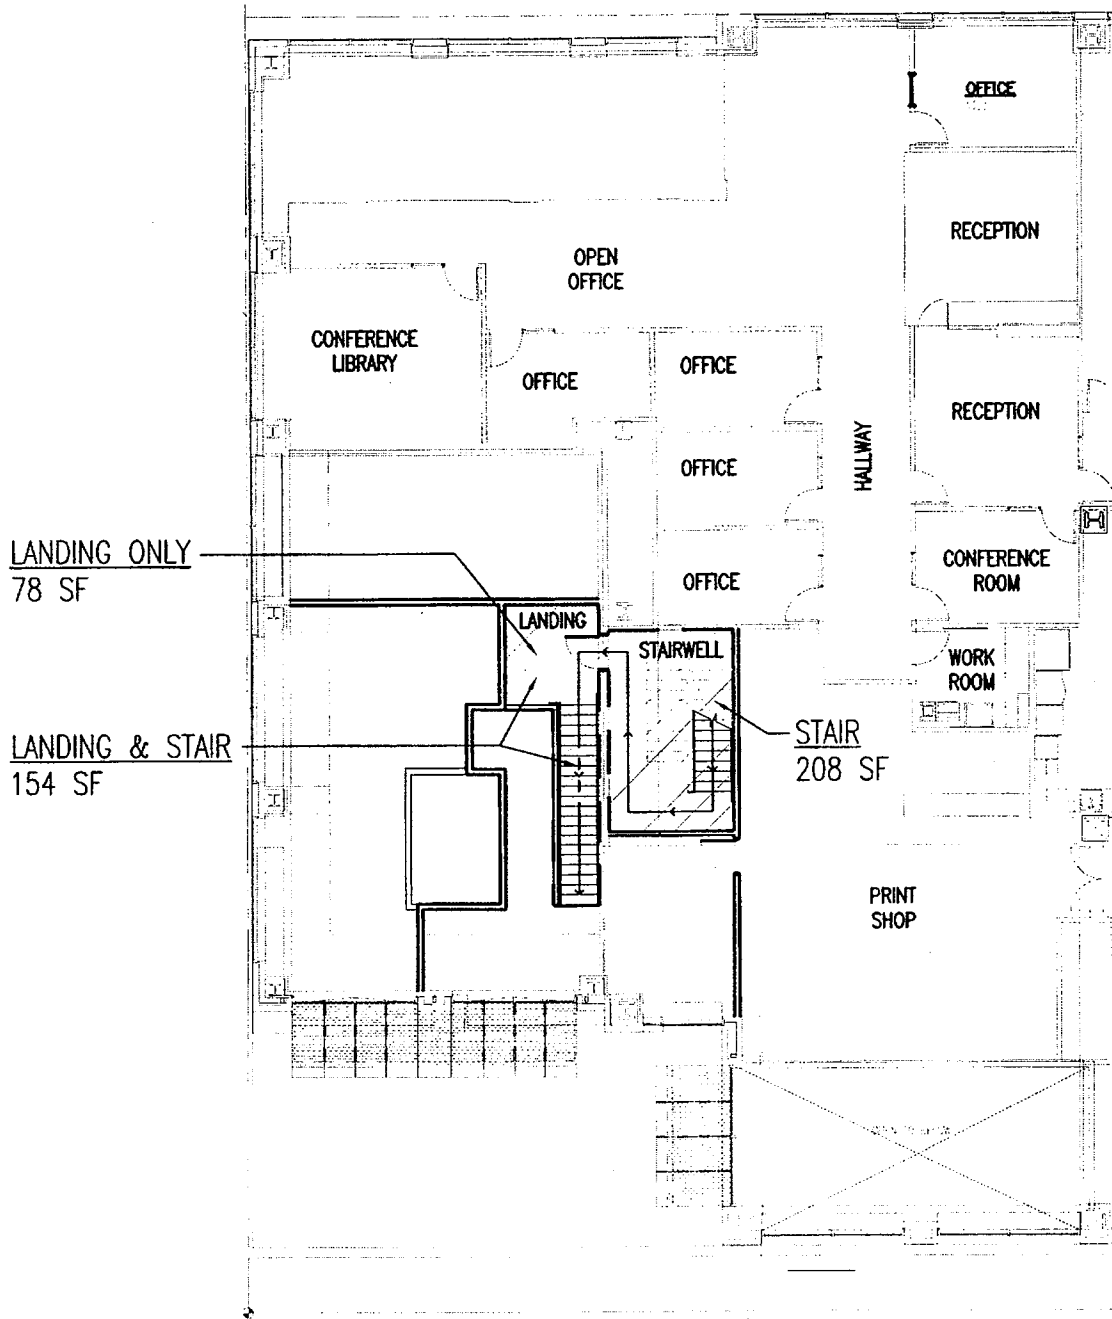 OFFICE
RECEPTION
OPEN
OFFICE
CONFERENCE
LIBRARY
OFFICE
OFFICE
RECEPTION
HALLWAY
OFFICE
LANDING ONLY
78 SF
CONFERENCE
ROOM
OFFICE
LANDING
STAIRWELL
WORK
ROOM
LANDING & STAIR
154 SF
STAIR
208 SF
PRINT
SHOP